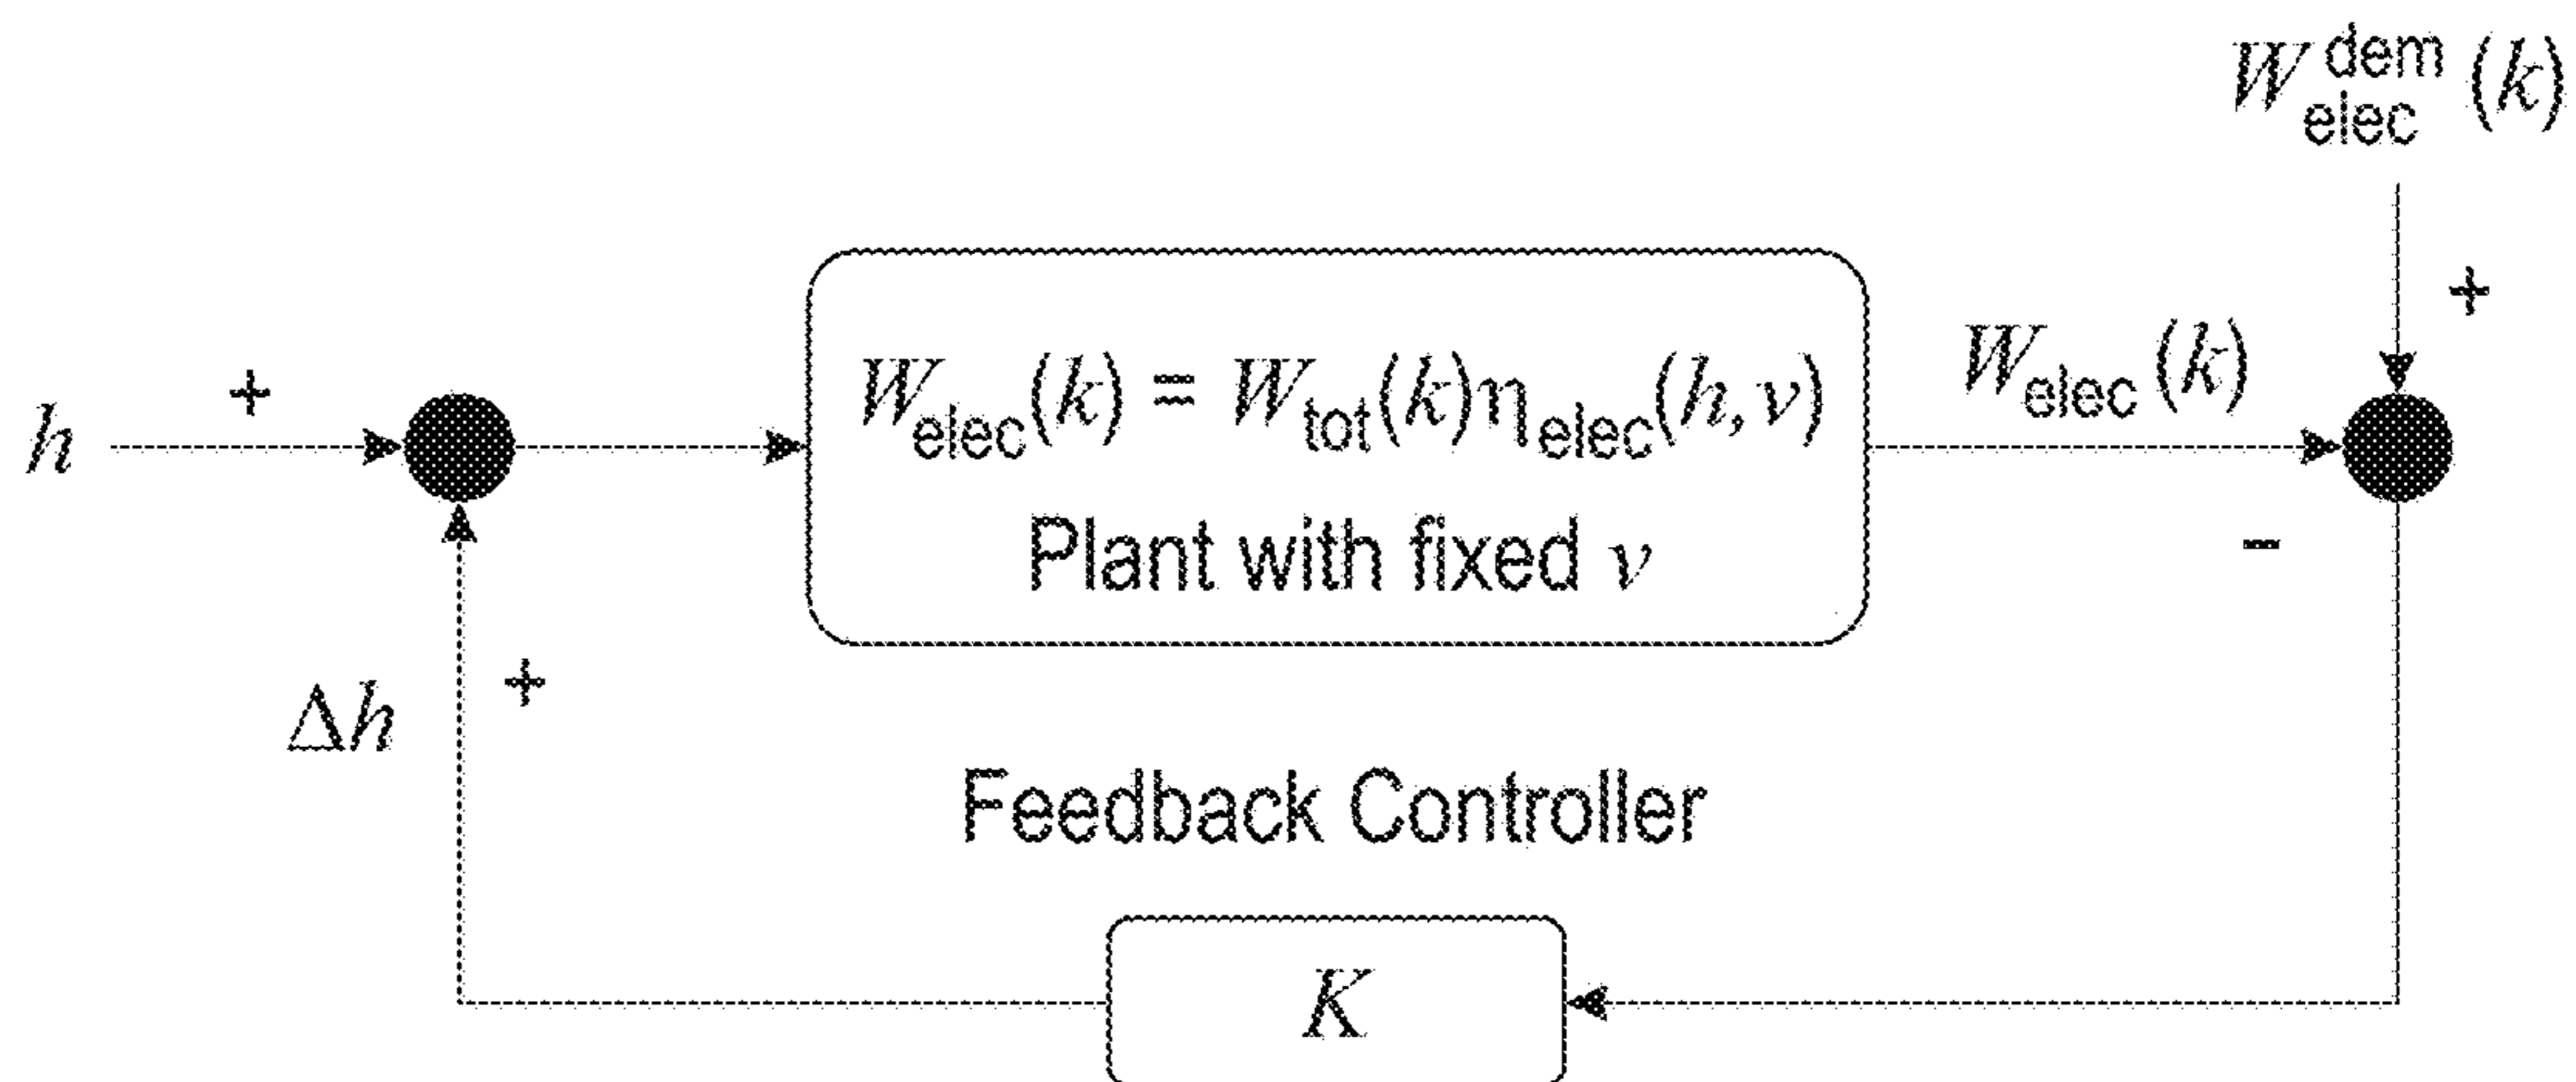 W_elec^dem (k)
+
+
h
W_elec(k) = W_tot(k)η_elec(h, v)
Plant with fixed v
W_elec (k)
−
Δh
+
Feedback Controller
K